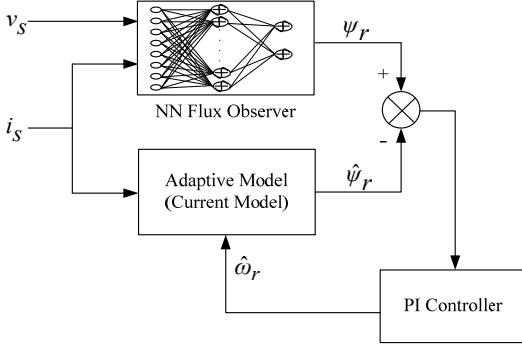 v_s
ψ_r
+
NN Flux Observer
i_s
-
Adaptive Model
(Current Model)
ψ̂_r
ω̂_r
PI Controller